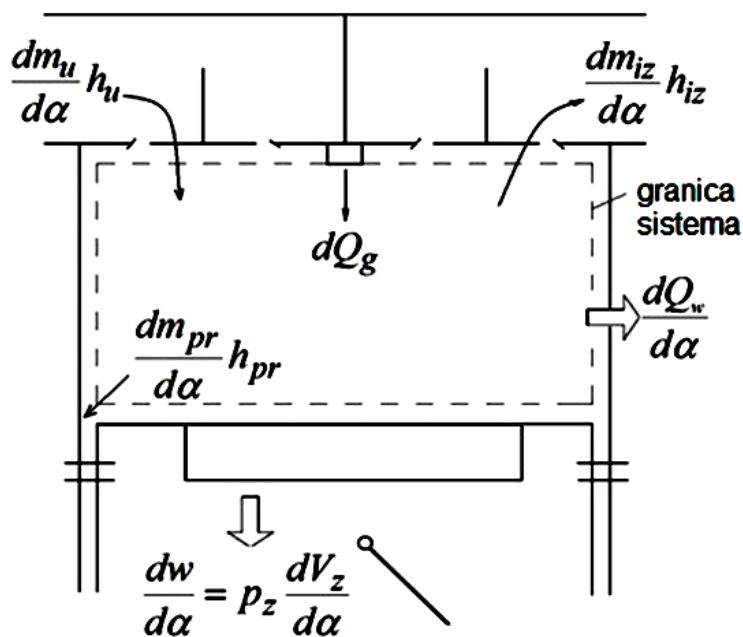 dm_u/dα h_u
dm_iz/dα h_iz
granica
sistema
dQ_g
dQ_w/dα
dm_pr/dα h_pr
dw/dα = p_z dV_z/dα